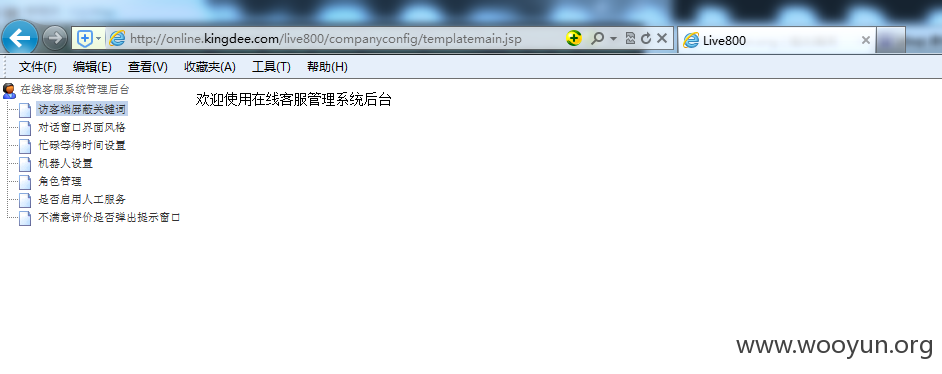 http://online.kingdee.com/live800/companyconfig/templatemain.jsp
Live800
文件(F) 编辑(E) 查看(V) 收藏夹(A) 工具(T) 帮助(H)
在线客服系统管理后台
访客端屏蔽关键词
对话窗口界面风格
忙碌等待时间设置
机器人设置
角色管理
是否启用人工服务
不满意评价是否弹出提示窗口
欢迎使用在线客服管理系统后台
www.wooyun.org